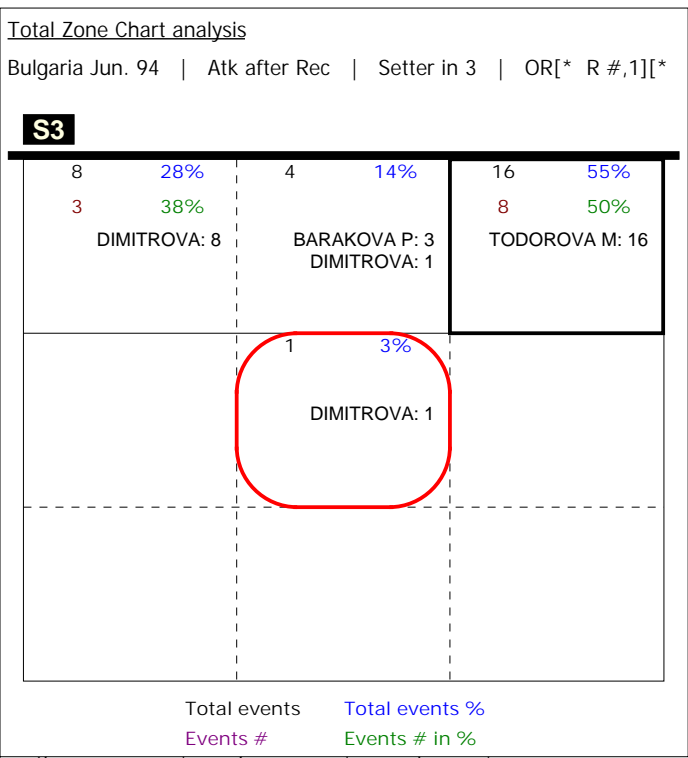 Total Zone Chart analysis
Bulgaria Jun. 94 | Atk after Rec | Setter in 3 | OR[* R #,1][*
S3
8 28% 4 14% 16 55%
3 38% 8 50%
DIMITROVA: 8 BARAKOVA P: 3 TODOROVA M: 16
DIMITROVA: 1
1 3%
DIMITROVA: 1
Total events Total events %
Events # Events # in %